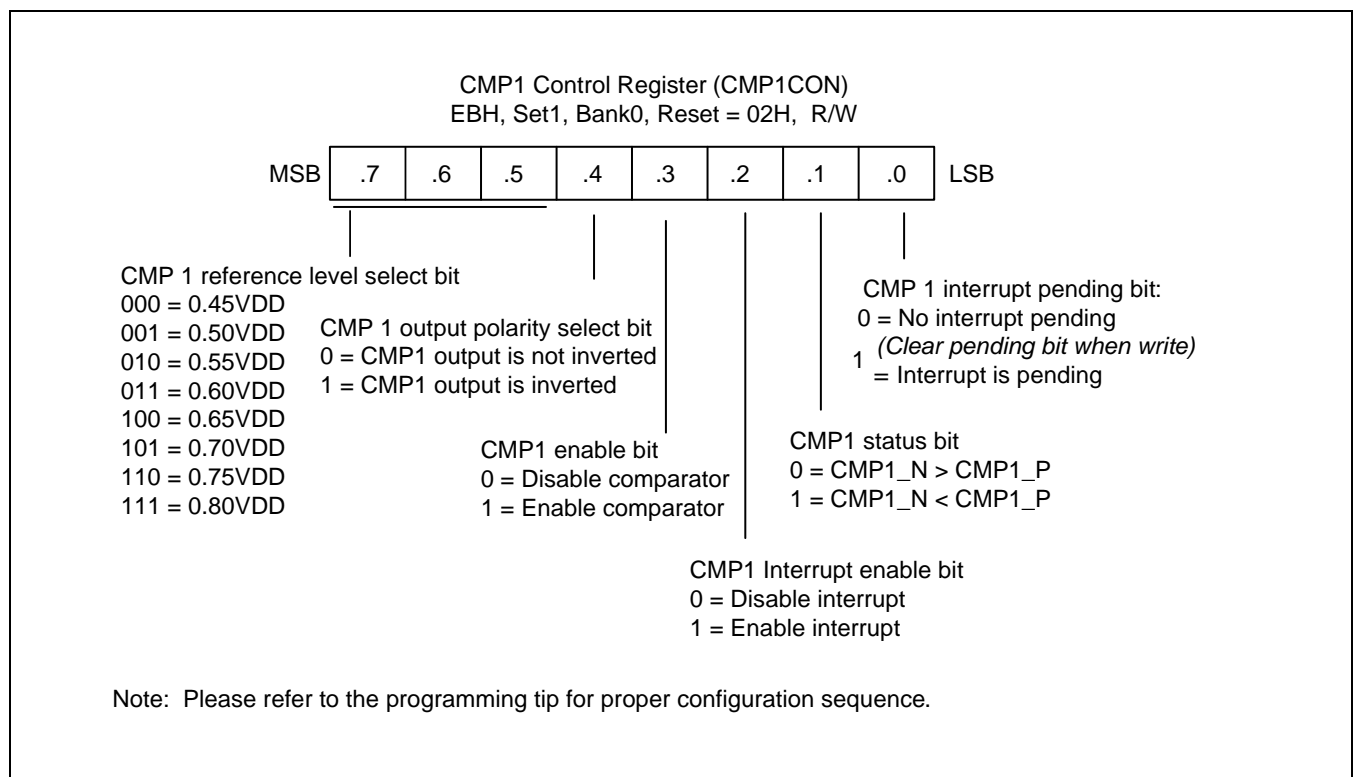 CMP1 Control Register (CMP1CON)
EBH, Set1, Bank0, Reset = 02H, R/W
MSB .7 .6 .5 .4 .3 .2 .1 .0 LSB
CMP 1 reference level select bit
000 = 0.45VDD
001 = 0.50VDD
010 = 0.55VDD
011 = 0.60VDD
100 = 0.65VDD
101 = 0.70VDD
110 = 0.75VDD
111 = 0.80VDD
CMP 1 output polarity select bit
0 = CMP1 output is not inverted
1 = CMP1 output is inverted
CMP1 enable bit
0 = Disable comparator
1 = Enable comparator
CMP1 Interrupt enable bit
0 = Disable interrupt
1 = Enable interrupt
CMP1 status bit
0 = CMP1_N > CMP1_P
1 = CMP1_N < CMP1_P
CMP 1 interrupt pending bit:
0 = No interrupt pending
(Clear pending bit when write)
1 = Interrupt is pending
Note: Please refer to the programming tip for proper configuration sequence.